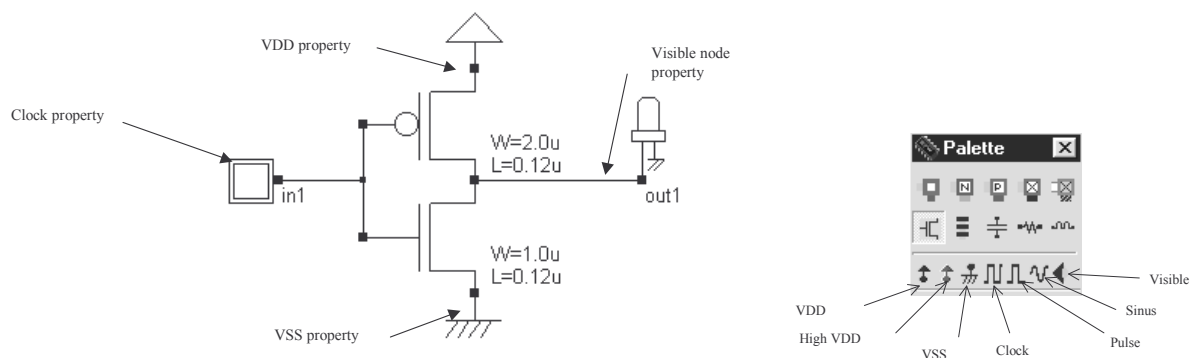 VDD property
Visible node
property
Clock property
W=2.0u
L=0.12u
in1
out1
W=1.0u
L=0.12u
VSS property
Palette
N
P
VDD
High VDD
VSS
Clock
Pulse
Sinus
Visible